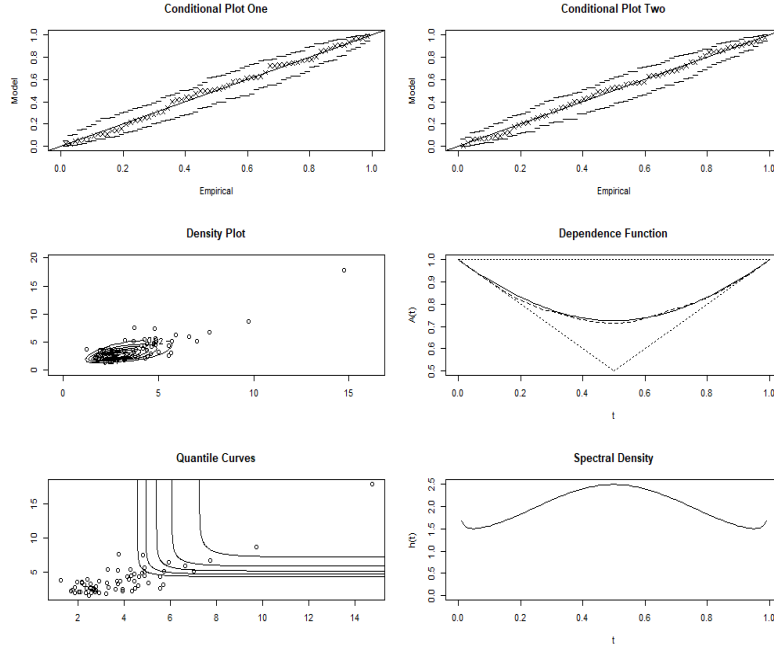 Conditional Plot One
Model
0.0 0.2 0.4 0.6 0.8 1.0
0.0 0.2 0.4 0.6 0.8 1.0
Empirical
Conditional Plot Two
Model
0.0 0.2 0.4 0.6 0.8 1.0
0.0 0.2 0.4 0.6 0.8 1.0
Empirical
Density Plot
0 5 10 15 20
0 5 10 15
Dependence Function
A(t)
0.5 0.6 0.7 0.8 0.9 1.0
0.0 0.2 0.4 0.6 0.8 1.0
t
Quantile Curves
5 10 15
2 4 6 8 10 12 14
Spectral Density
h(t)
0.0 0.5 1.0 1.5 2.0 2.5
0.0 0.2 0.4 0.6 0.8 1.0
t